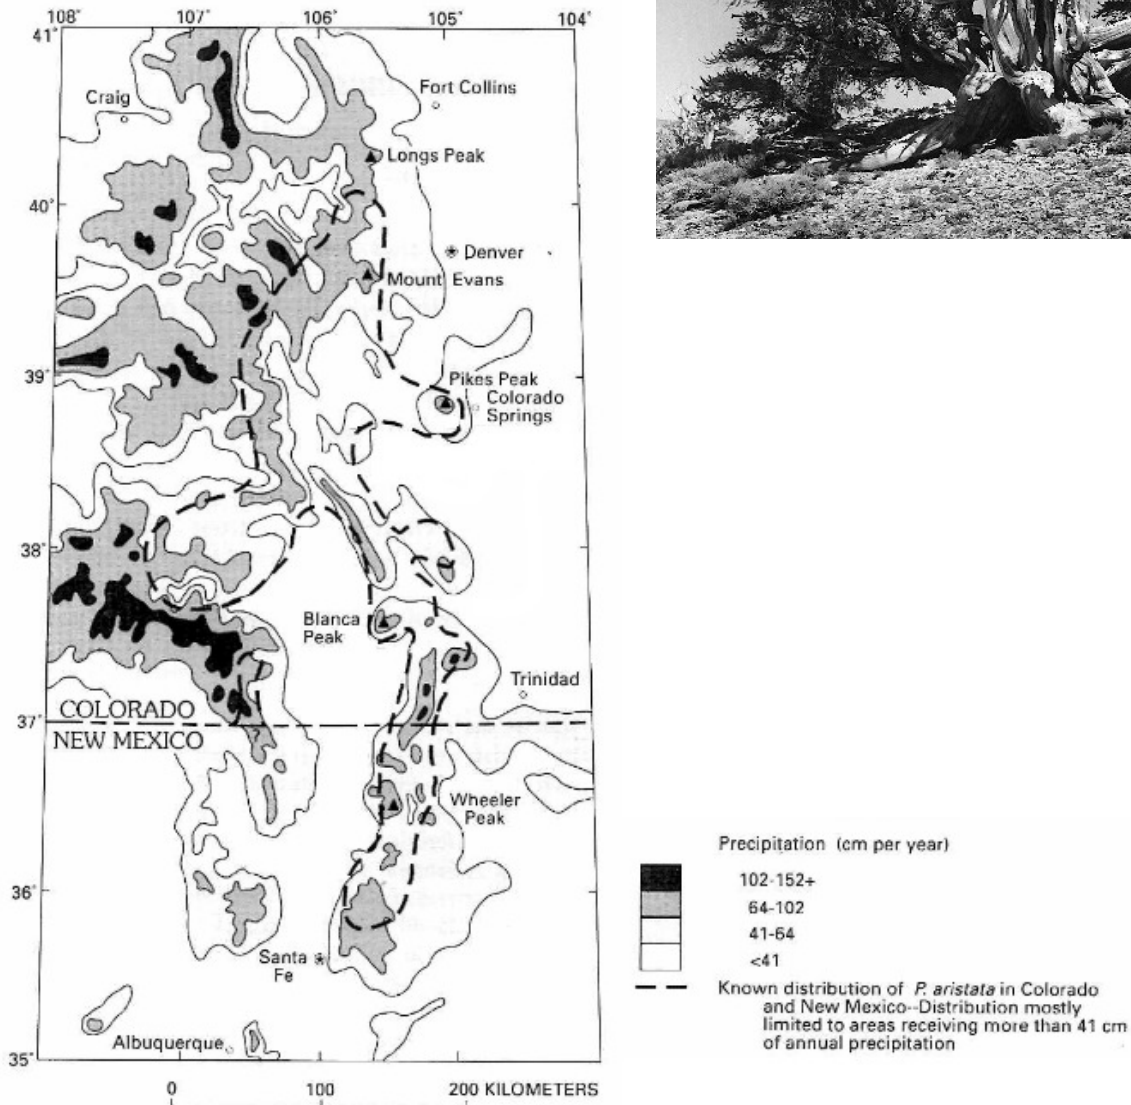 108° 107° 106° 105° 104°
41°
Craig
Fort Collins
Longs Peak
40°
Denver
Mount Evans
39°
Pikes Peak
Colorado
Springs
38°
Blanca
Peak
Trinidad
COLORADO
37°
NEW MEXICO
Wheeler
Peak
36°
Santa
Fe
Albuquerque
35°
0 100 200 KILOMETERS
Precipitation (cm per year)
102-152+
64-102
41-64
<41
Known distribution of P. aristata in Colorado
and New Mexico--Distribution mostly
limited to areas receiving more than 41 cm
of annual precipitation